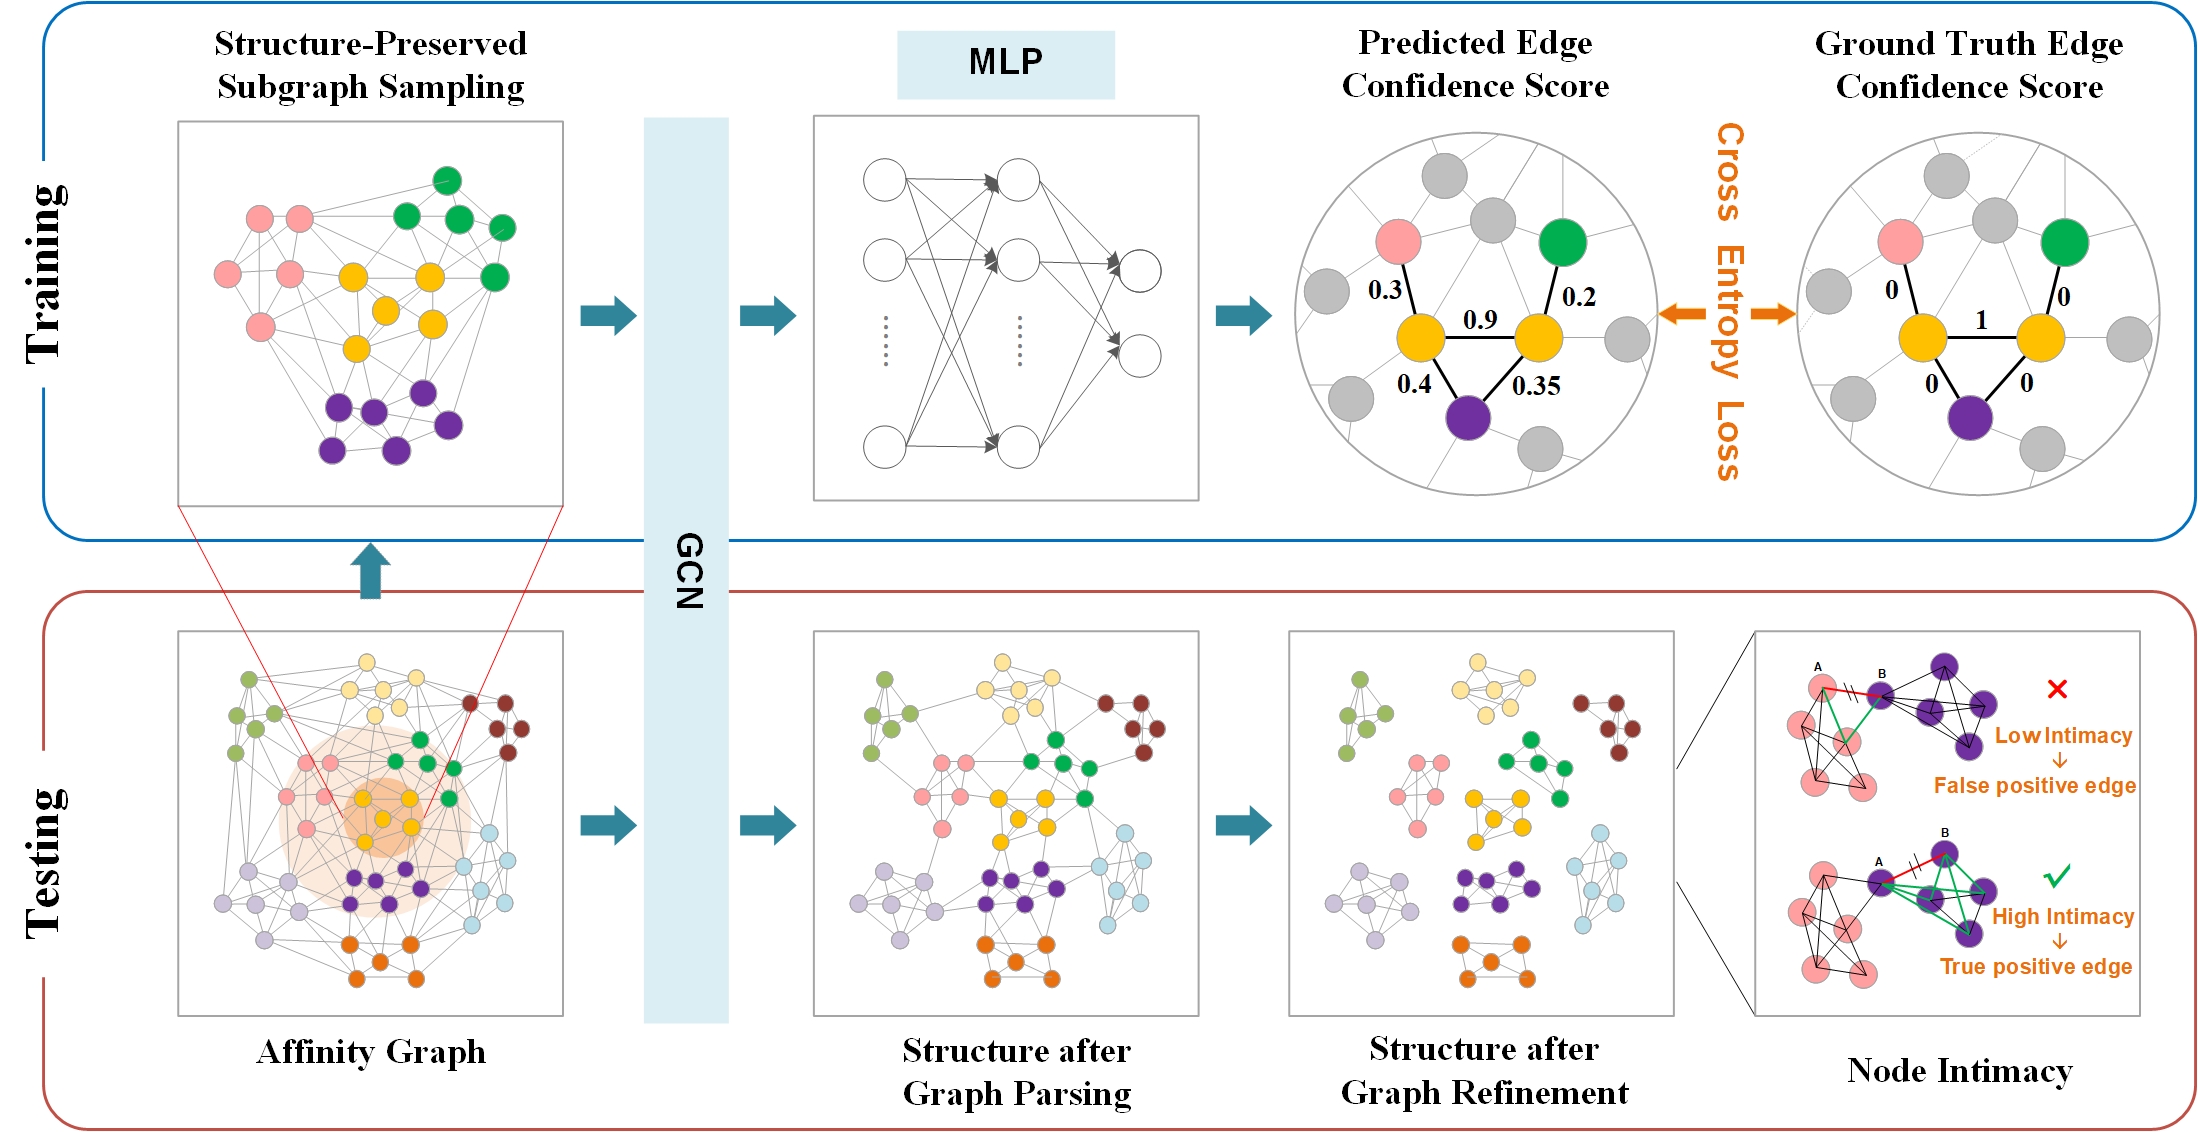 Training
Structure-Preserved
Subgraph Sampling
MLP
Predicted Edge
Confidence Score
Ground Truth Edge
Confidence Score
0.3
0.9
0.2
0.4
0.35
Cross Entropy Loss
0
1
0
0
0
GCN
Testing
Affinity Graph
Structure after
Graph Parsing
Structure after
Graph Refinement
A
B
Low Intimacy
↓
False positive edge
A
B
High Intimacy
↓
True positive edge
Node Intimacy